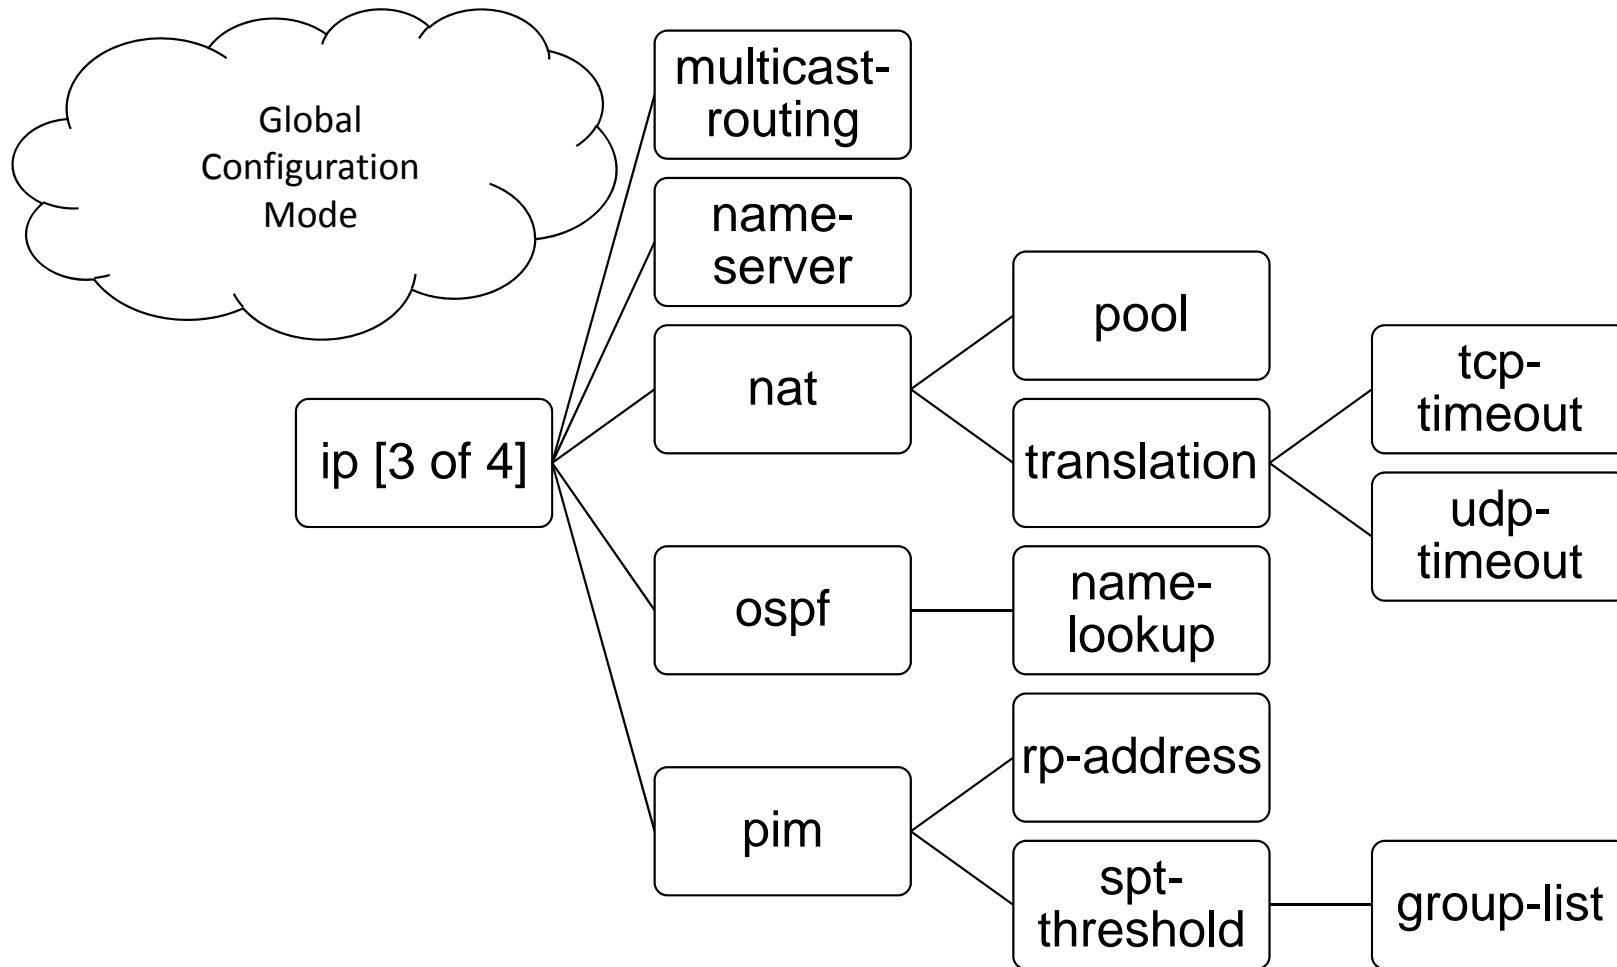 Global
Configuration
Mode
ip [3 of 4]
multicast-
routing
name-
server
nat
pool
translation
tcp-
timeout
udp-
timeout
ospf
name-
lookup
pim
rp-address
spt-
threshold
group-list